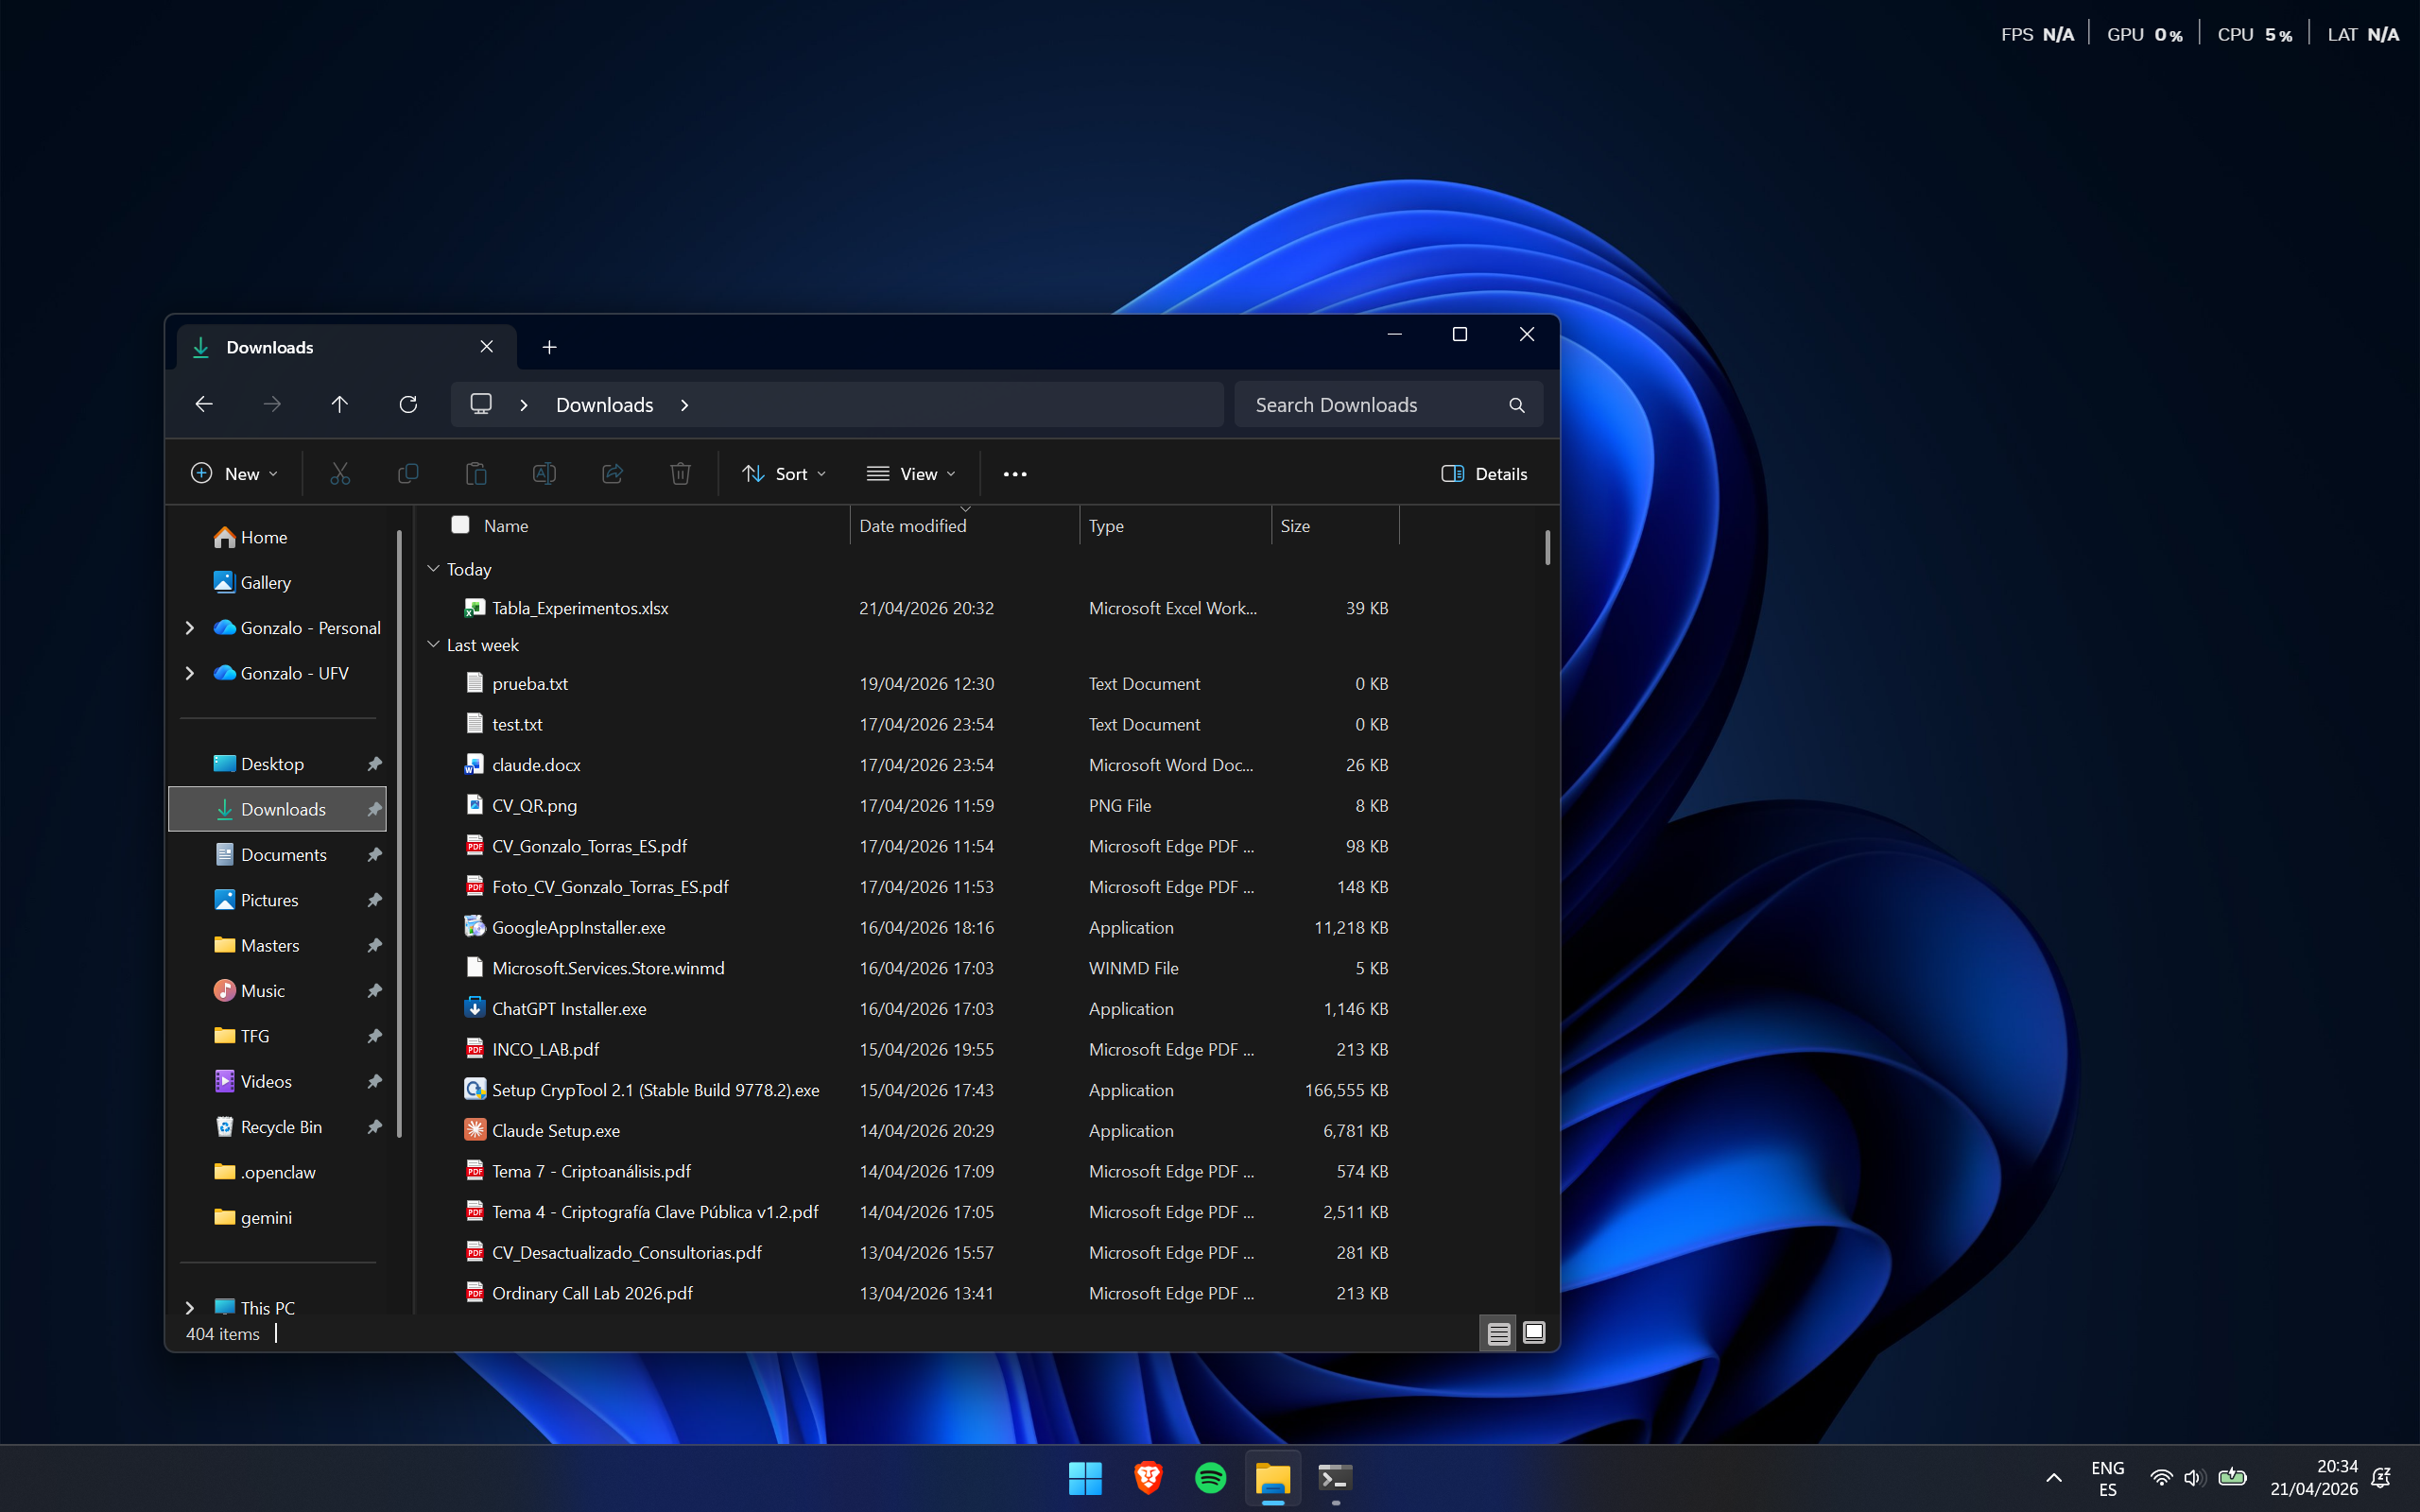 FPS N/A GPU 0% CPU 5% LAT N/A
Downloads
Downloads
Search Downloads
New
Sort
View
Details
Home
Gallery
Gonzalo - Personal
Gonzalo - UFV
Desktop
Downloads
Documents
Pictures
Masters
Music
TFG
Videos
Recycle Bin
.openclaw
gemini
This PC
Name Date modified Type Size
Today
Tabla_Experimentos.xlsx 21/04/2026 20:32 Microsoft Excel Work... 39 KB
Last week
prueba.txt 19/04/2026 12:30 Text Document 0 KB
test.txt 17/04/2026 23:54 Text Document 0 KB
claude.docx 17/04/2026 23:54 Microsoft Word Doc... 26 KB
CV_QR.png 17/04/2026 11:59 PNG File 8 KB
CV_Gonzalo_Torras_ES.pdf 17/04/2026 11:54 Microsoft Edge PDF ... 98 KB
Foto_CV_Gonzalo_Torras_ES.pdf 17/04/2026 11:53 Microsoft Edge PDF ... 148 KB
GoogleAppInstaller.exe 16/04/2026 18:16 Application 11,218 KB
Microsoft.Services.Store.winmd 16/04/2026 17:03 WINMD File 5 KB
ChatGPT Installer.exe 16/04/2026 17:03 Application 1,146 KB
INCO_LAB.pdf 15/04/2026 19:55 Microsoft Edge PDF ... 213 KB
Setup CrypTool 2.1 (Stable Build 9778.2).exe 15/04/2026 17:43 Application 166,555 KB
Claude Setup.exe 14/04/2026 20:29 Application 6,781 KB
Tema 7 - Criptoanálisis.pdf 14/04/2026 17:09 Microsoft Edge PDF ... 574 KB
Tema 4 - Criptografía Clave Pública v1.2.pdf 14/04/2026 17:05 Microsoft Edge PDF ... 2,511 KB
CV_Desactualizado_Consultorias.pdf 13/04/2026 15:57 Microsoft Edge PDF ... 281 KB
Ordinary Call Lab 2026.pdf 13/04/2026 13:41 Microsoft Edge PDF ... 213 KB
404 items
ENG
ES
20:34
21/04/2026